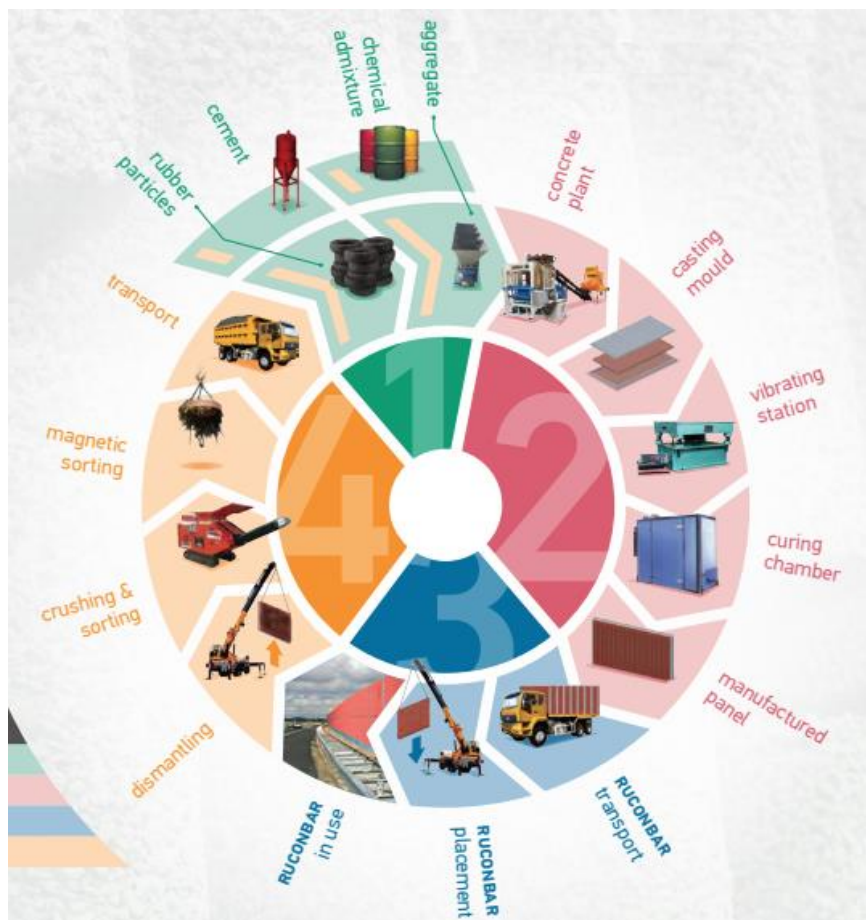 cement
rubber
particles
chemical
admixture
aggregate
concrete
plant
casting
mould
vibrating
station
curing
chamber
manufactured
panel
RUCONBAR
transport
RUCONBAR
placement
RUCONBAR
in use
dismantling
crushing &
sorting
magnetic
sorting
transport
1
2
3
4